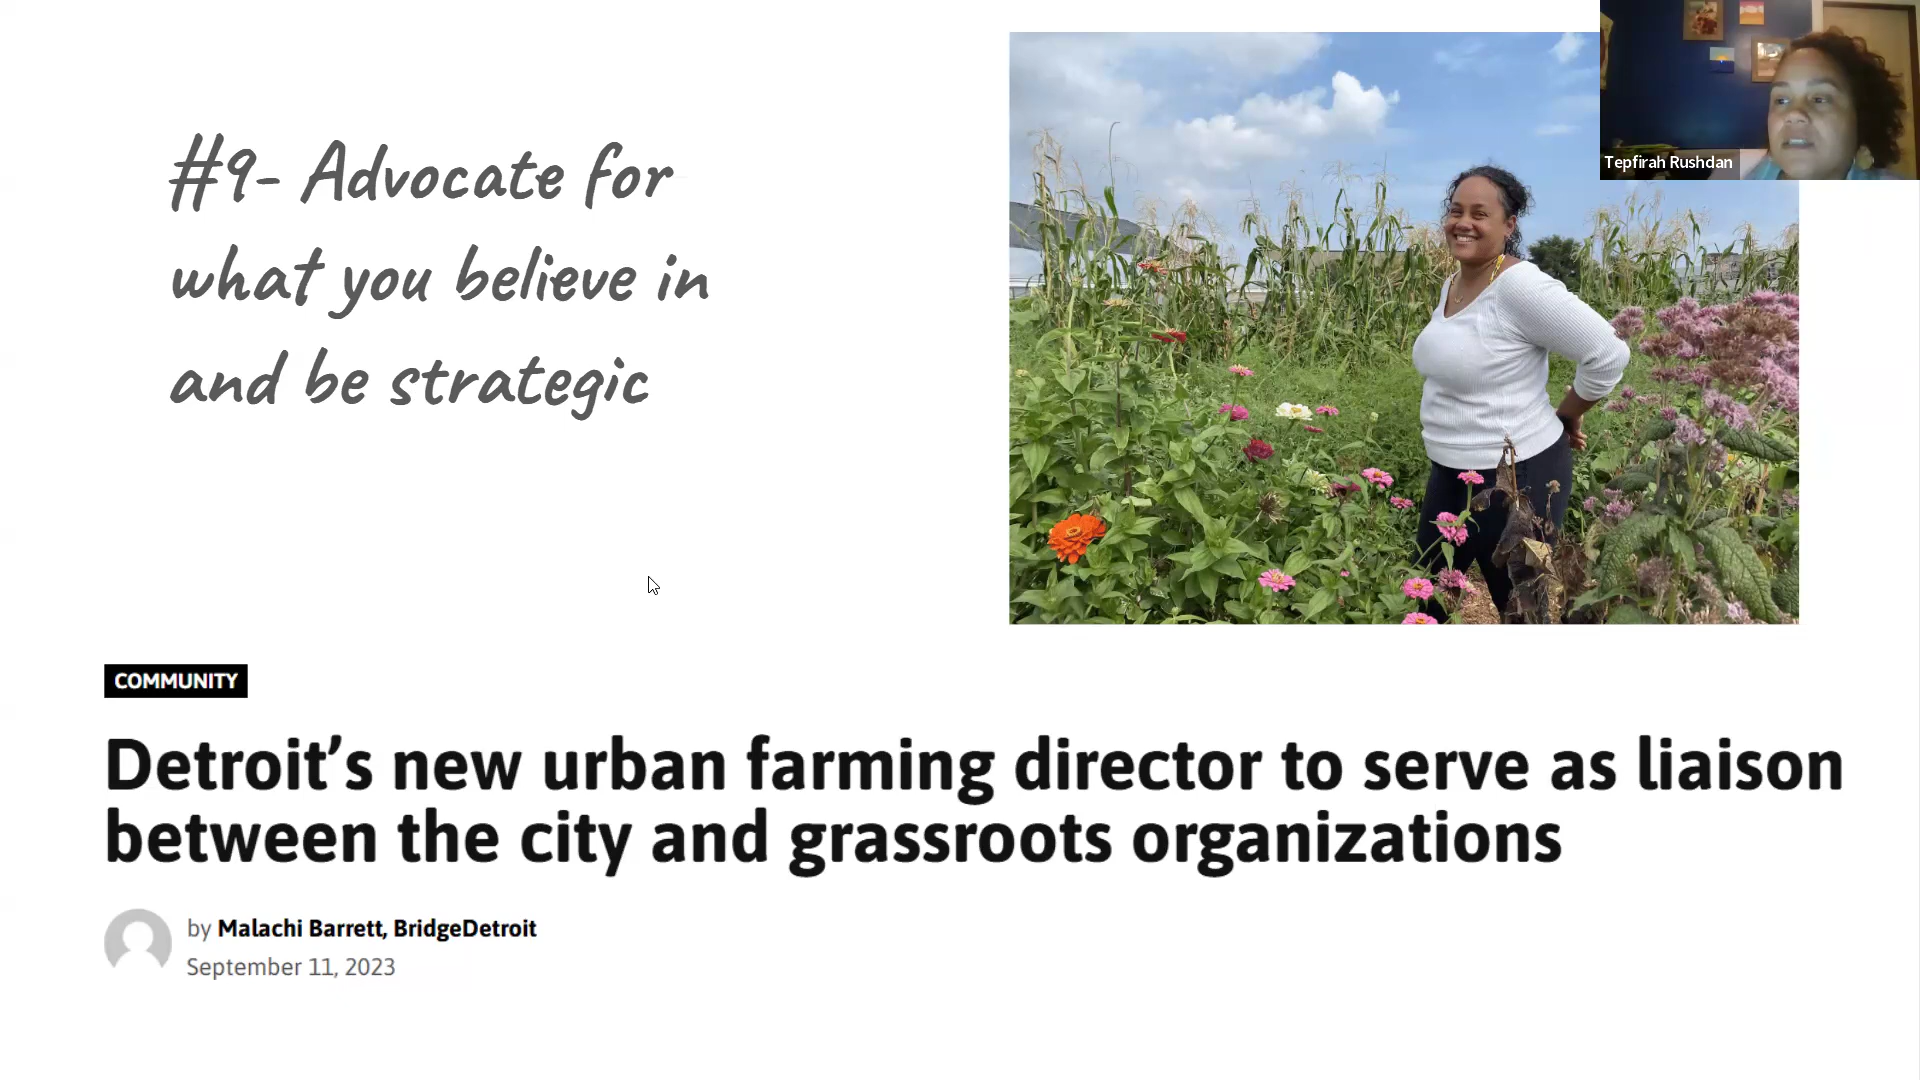 #9- Advocate for
what you believe in
and be strategic
Tepfirah Rushdan
COMMUNITY
Detroit’s new urban farming director to serve as liaison
between the city and grassroots organizations
by Malachi Barrett, BridgeDetroit
September 11, 2023